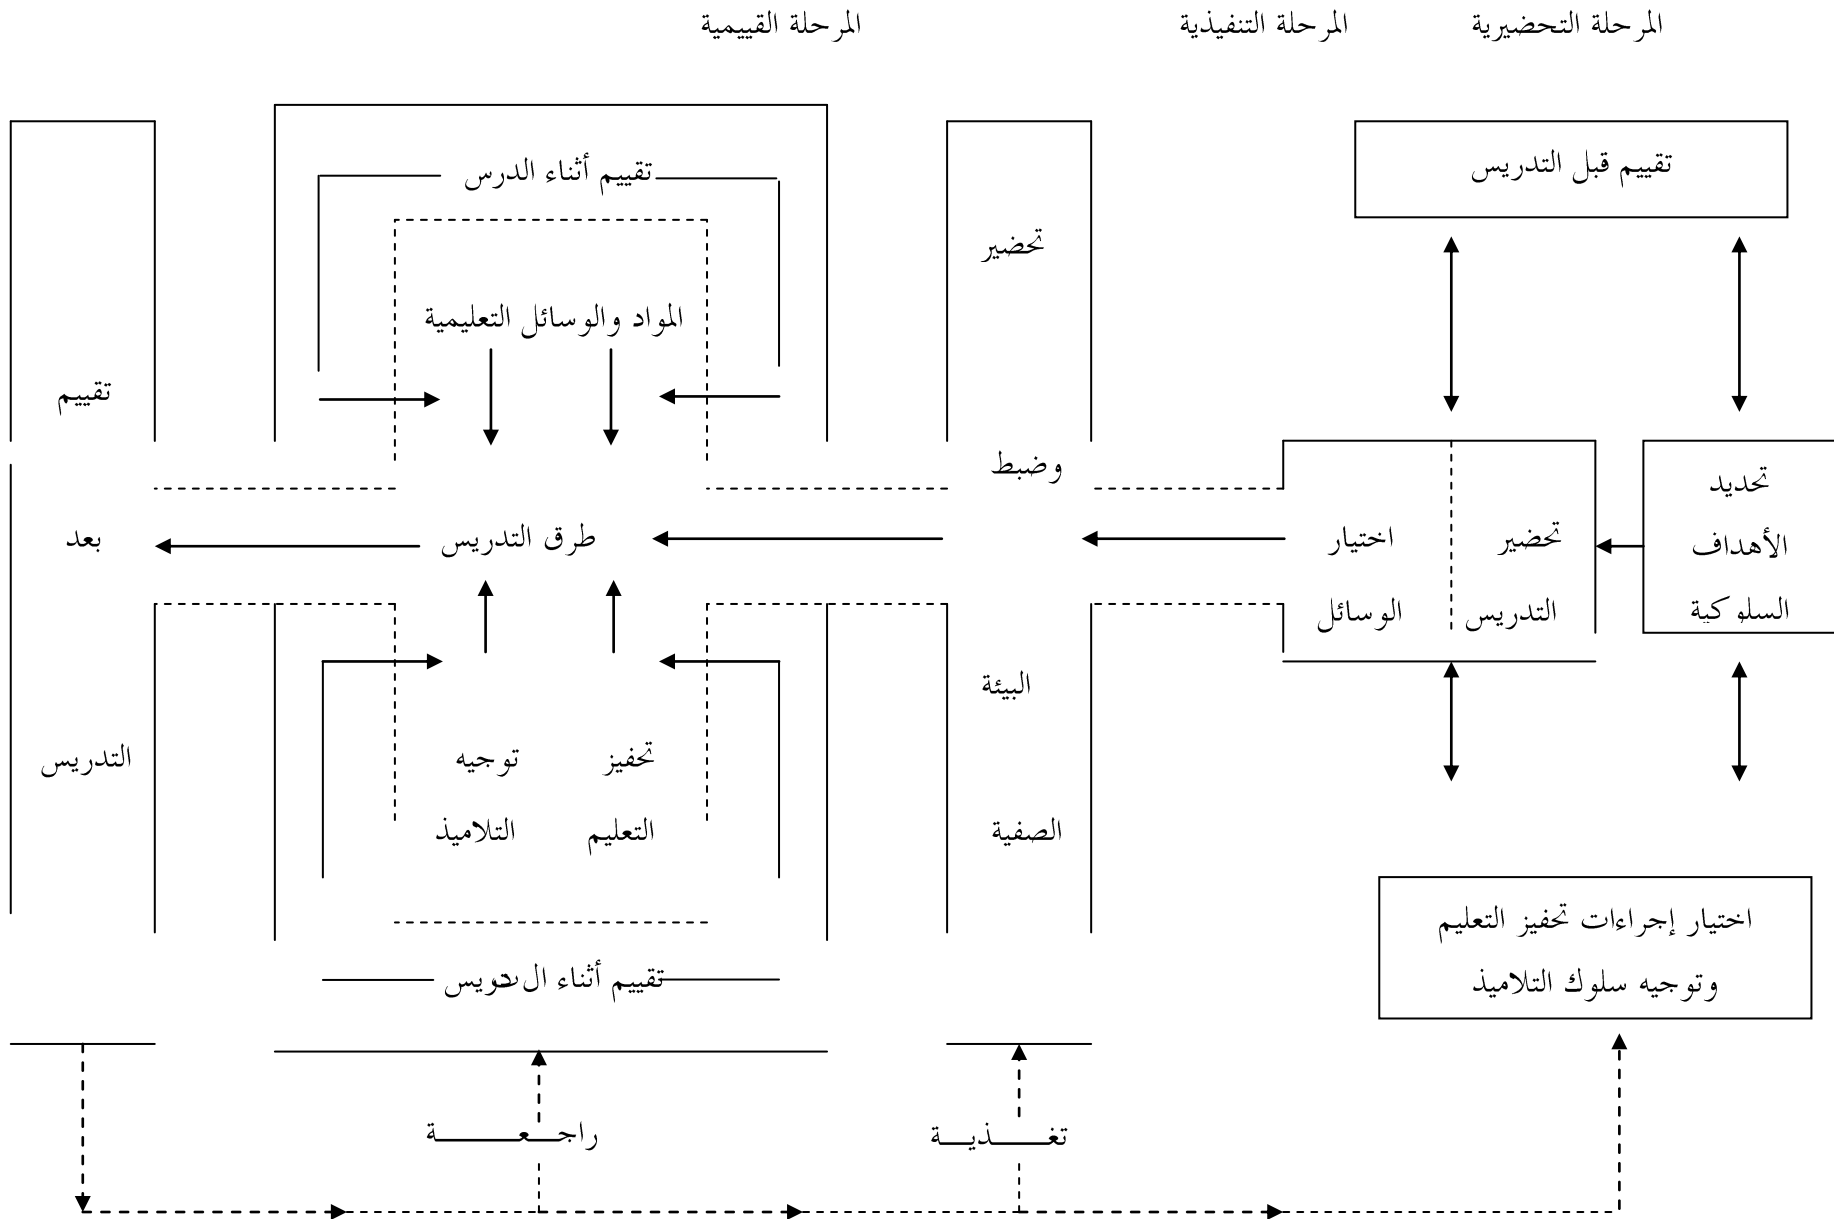 المرحلة التحضيرية
المرحلة التنفيذية
المرحلة القييمية
تقييم قبل التدريس
تحديد
الأهداف
السلوكية
تحضير
التدريس
اختيار
الوسائل
اختيار إجراءات تحفيز التعليم
وتوجيه سلوك التلاميذ
تحضير
وضبط
البيئة
الصفية
تقييم أثناء الدرس
المواد والوسائل التعليمية
طرق التدريس
تحفيز
التعليم
توجيه
التلاميذ
تقييم أثناء التدريس
تقييم
بعد
التدريس
تغـــــذيــــة
راجـــعـــــــة